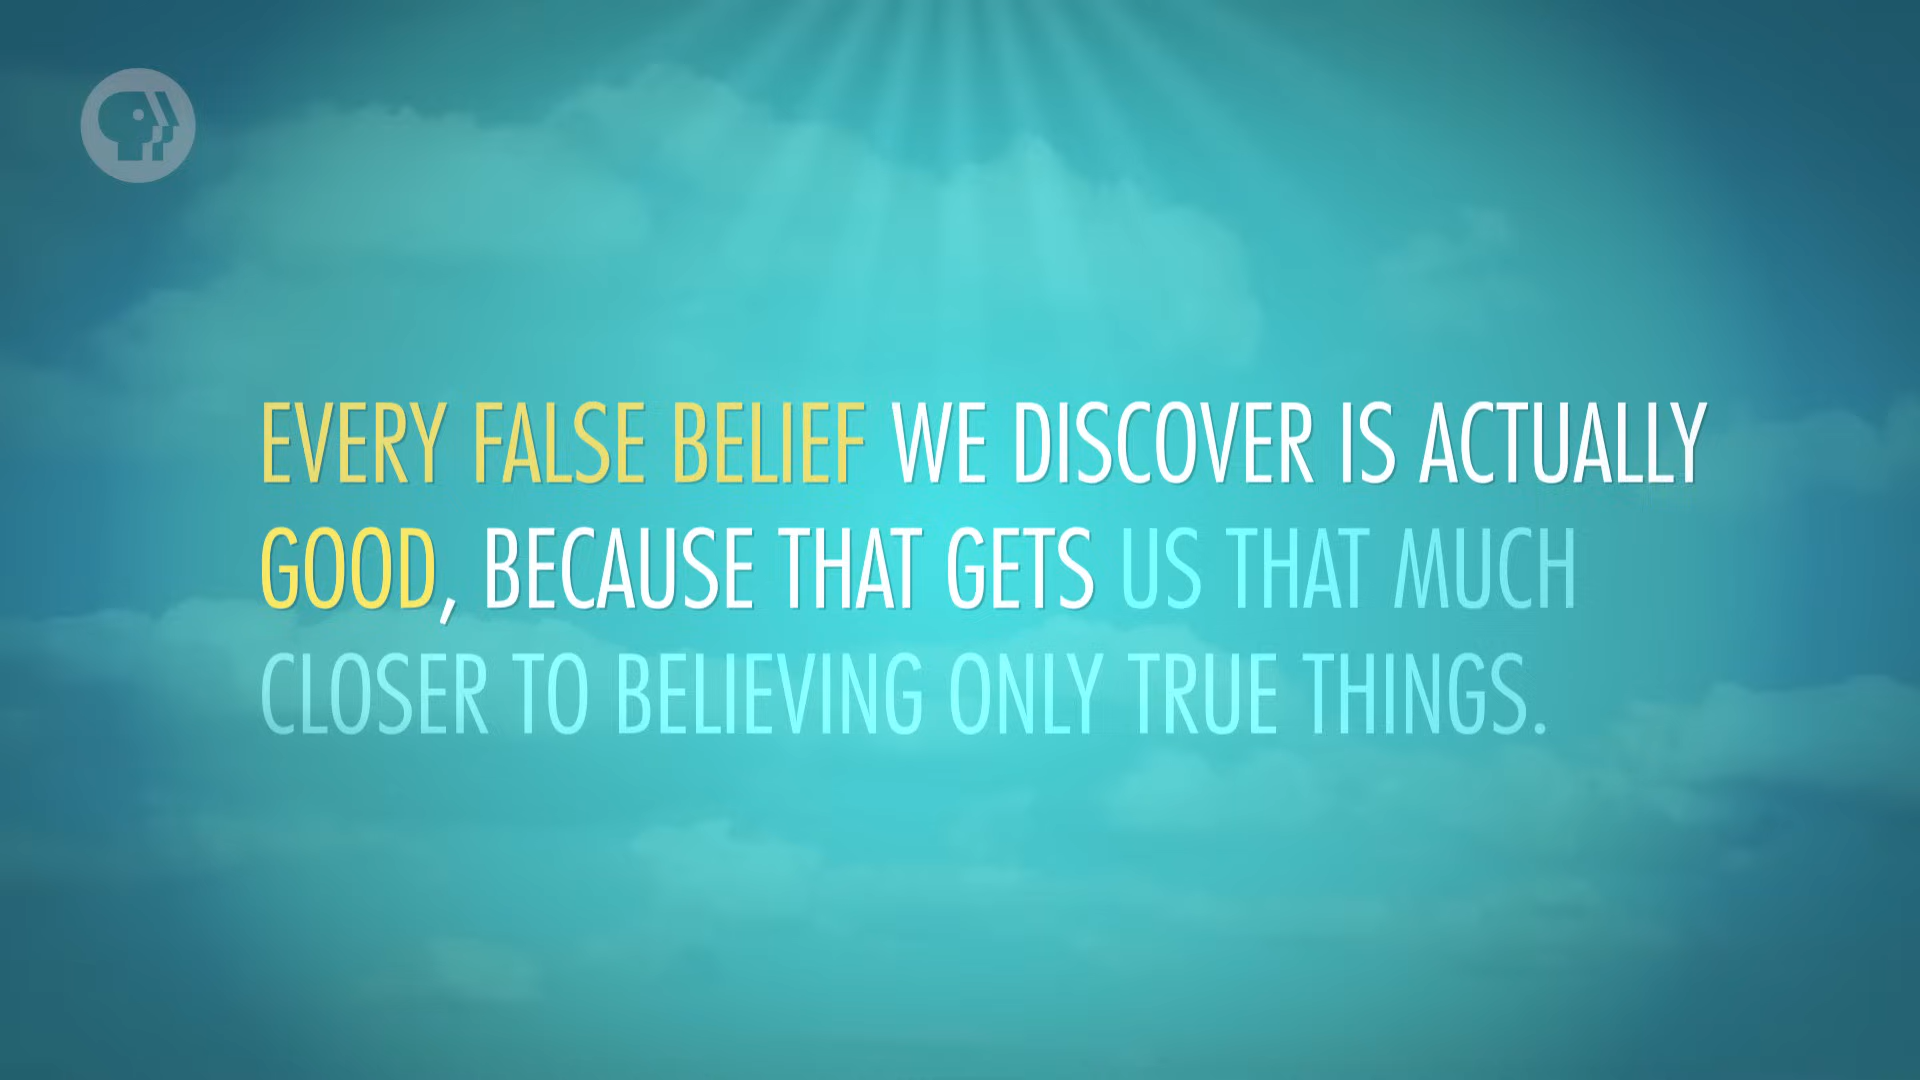 EVERY FALSE BELIEF WE DISCOVER IS ACTUALLY
GOOD, BECAUSE THAT GETS US THAT MUCH
CLOSER TO BELIEVING ONLY TRUE THINGS.